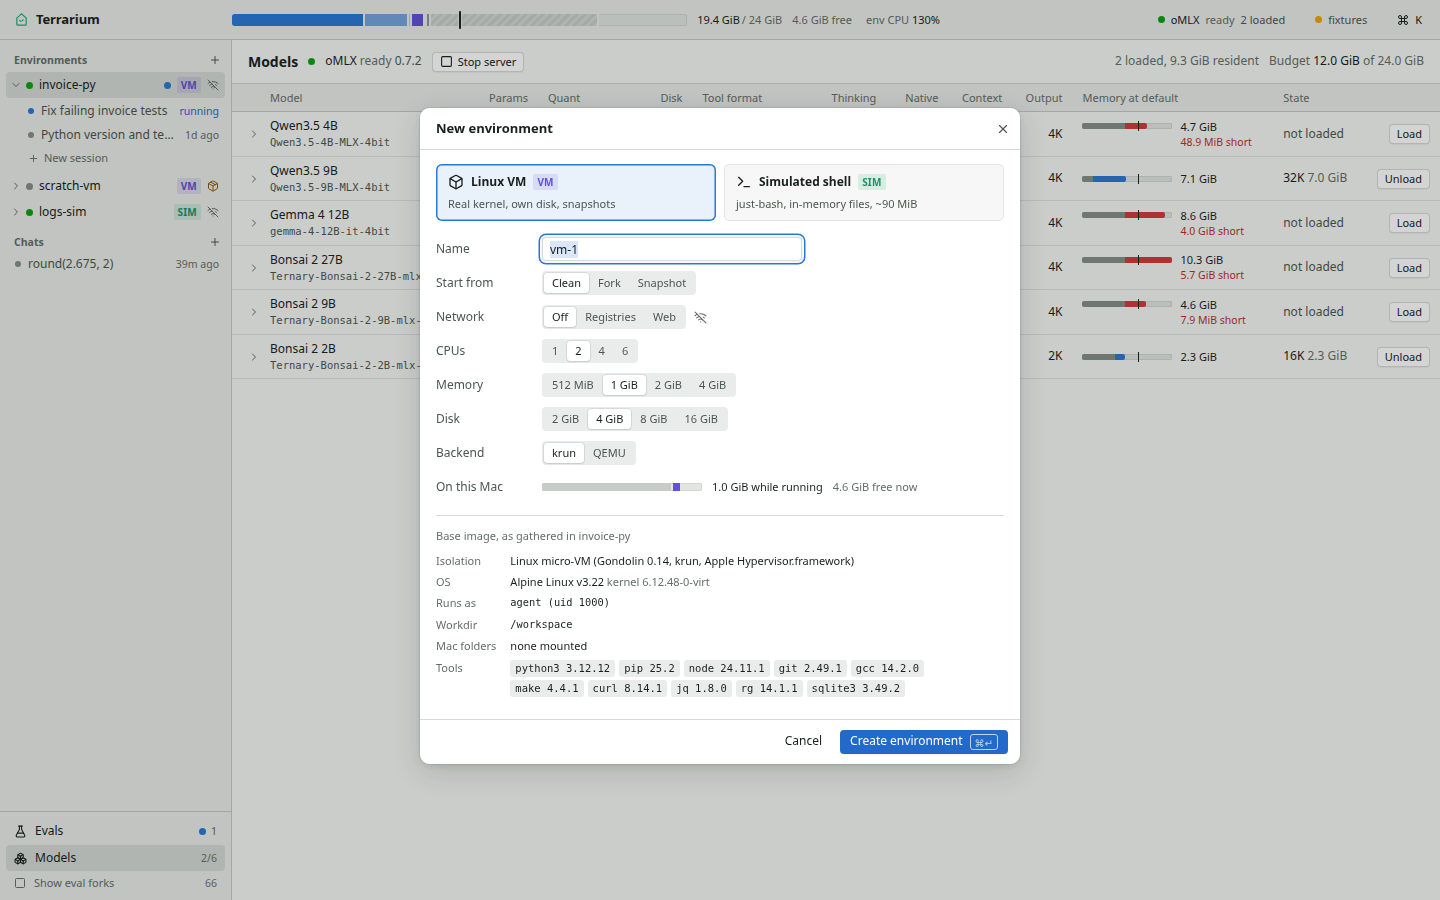 Terrarium
19.4 GiB / 24 GiB 4.6 GiB free env CPU 130%
oMLX ready 2 loaded fixtures ⌘ K
Environments +
invoice-py VM
Fix failing invoice tests running
Python version and te... 1d ago
+ New session
scratch-vm VM
logs-sim SIM
Chats
round(2.675, 2) 39m ago
Evals 1
Models 2/6
Show eval forks 66
Models oMLX ready 0.7.2 Stop server
2 loaded, 9.3 GiB resident Budget 12.0 GiB of 24.0 GiB
Model Params Quant Disk Tool format Thinking Native Context Output Memory at default State
Qwen3.5 4B
Qwen3.5-4B-MLX-4bit
4K 4.7 GiB
48.9 MiB short
not loaded Load
Qwen3.5 9B
Qwen3.5-9B-MLX-4bit
4K 7.1 GiB 32K 7.0 GiB Unload
Gemma 4 12B
gemma-4-12B-it-4bit
4K 8.6 GiB
4.0 GiB short
not loaded Load
Bonsai 2 27B
Ternary-Bonsai-2-27B-mlx
4K 10.3 GiB
5.7 GiB short
not loaded Load
Bonsai 2 9B
Ternary-Bonsai-2-9B-mlx-
4K 4.6 GiB
7.9 MiB short
not loaded Load
Bonsai 2 2B
Ternary-Bonsai-2-2B-mlx-
2K 2.3 GiB 16K 2.3 GiB Unload
New environment
Linux VM VM
Real kernel, own disk, snapshots
Simulated shell SIM
just-bash, in-memory files, ~90 MiB
Name vm-1
Start from Clean Fork Snapshot
Network Off Registries Web
CPUs 1 2 4 6
Memory 512 MiB 1 GiB 2 GiB 4 GiB
Disk 2 GiB 4 GiB 8 GiB 16 GiB
Backend krun QEMU
On this Mac 1.0 GiB while running 4.6 GiB free now
Base image, as gathered in invoice-py
Isolation Linux micro-VM (Gondolin 0.14, krun, Apple Hypervisor.framework)
OS Alpine Linux v3.22 kernel 6.12.48-0-virt
Runs as agent (uid 1000)
Workdir /workspace
Mac folders none mounted
Tools python3 3.12.12 pip 25.2 node 24.11.1 git 2.49.1 gcc 14.2.0
make 4.4.1 curl 8.14.1 jq 1.8.0 rg 14.1.1 sqlite3 3.49.2
Cancel Create environment ⌘↵